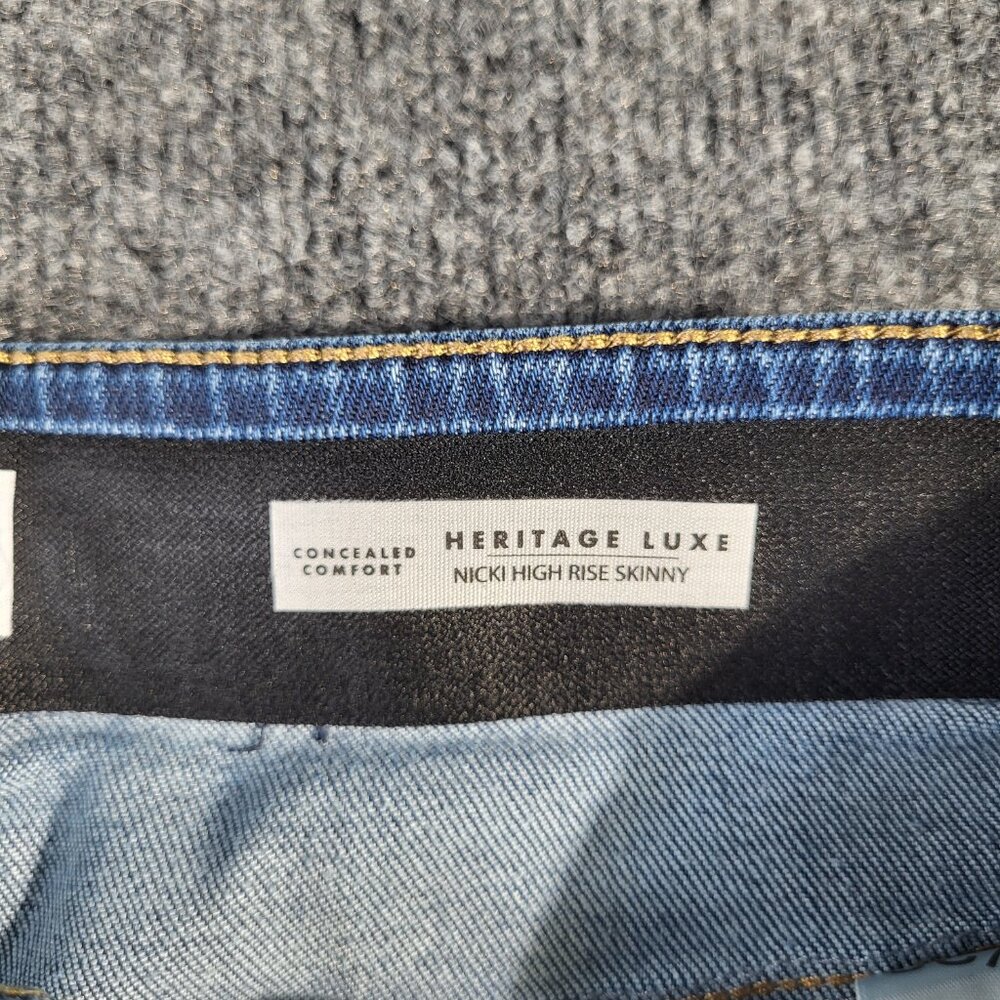 CONCEALED
COMFORT
HERITAGE LUXE
NICKI HIGH RISE SKINNY